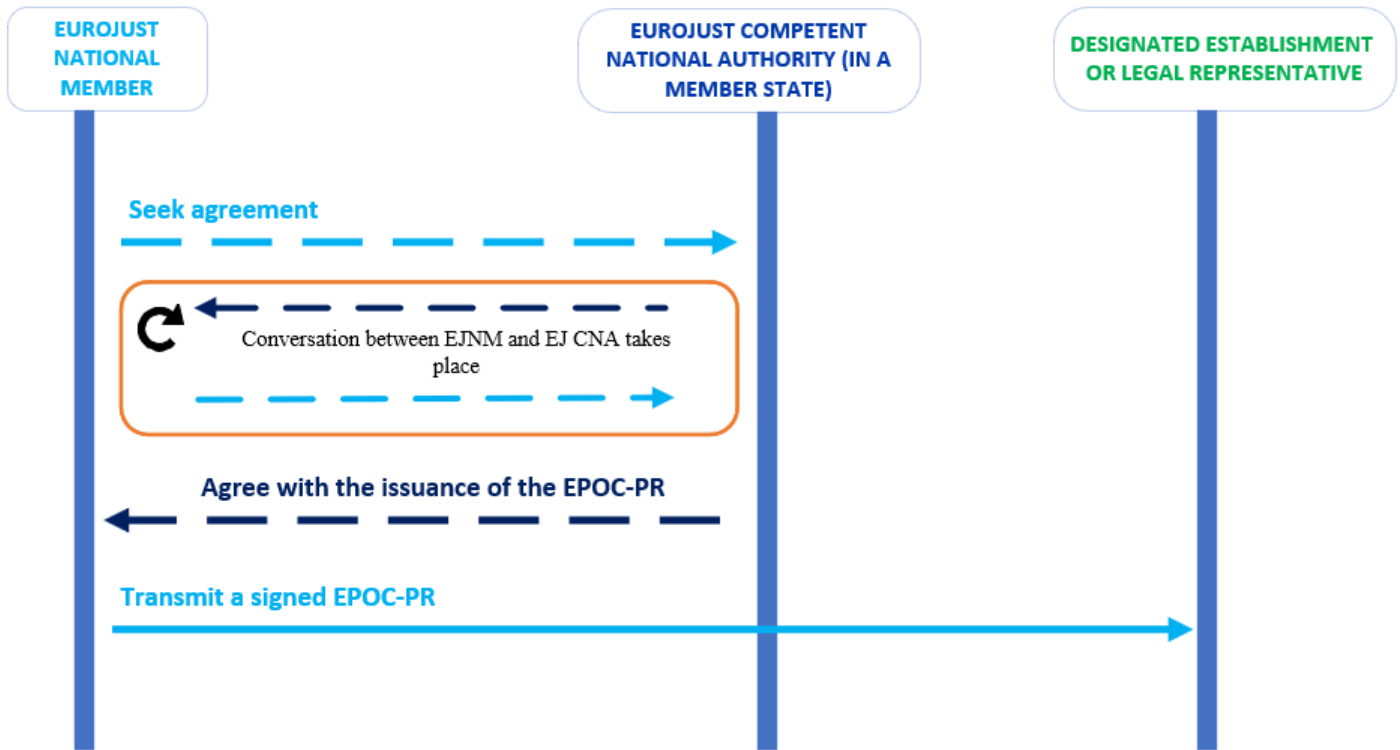 EUROJUST
NATIONAL
MEMBER
EUROJUST COMPETENT
NATIONAL AUTHORITY (IN A
MEMBER STATE)
DESIGNATED ESTABLISHMENT
OR LEGAL REPRESENTATIVE
Seek agreement
Conversation between EJNM and EJ CNA takes
place
Agree with the issuance of the EPOC-PR
Transmit a signed EPOC-PR